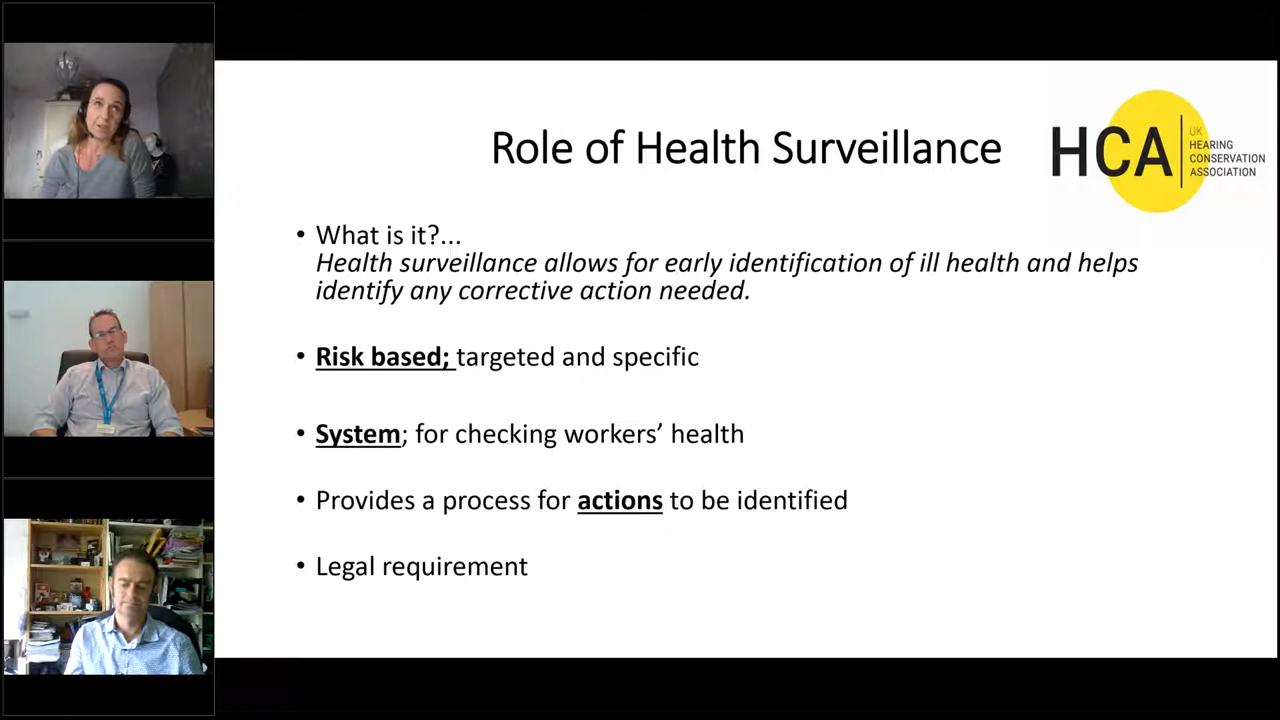 Role of Health Surveillance
HCA
UK
HEARING
CONSERVATION
ASSOCIATION
• What is it?...
Health surveillance allows for early identification of ill health and helps
identify any corrective action needed.
• Risk based; targeted and specific
• System; for checking workers’ health
• Provides a process for actions to be identified
• Legal requirement